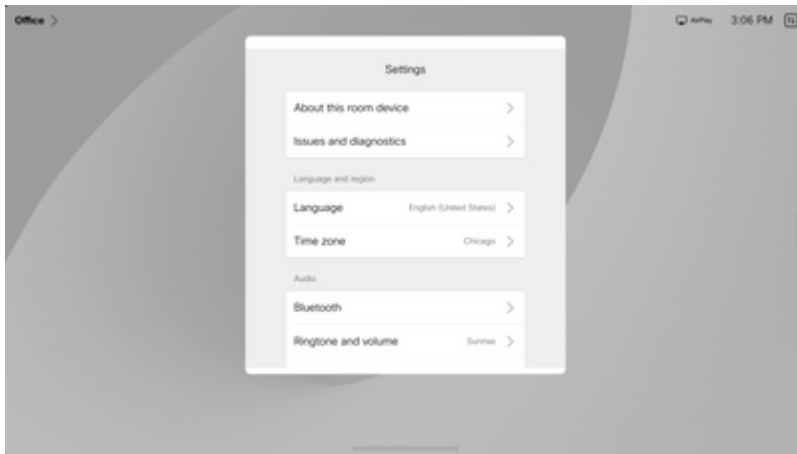 Office
AirPlay 3:06 PM
Settings
About this room device
Issues and diagnostics
Language and region
Language English (United States)
Time zone Chicago
Audio
Bluetooth
Ringtone and volume Sunrise